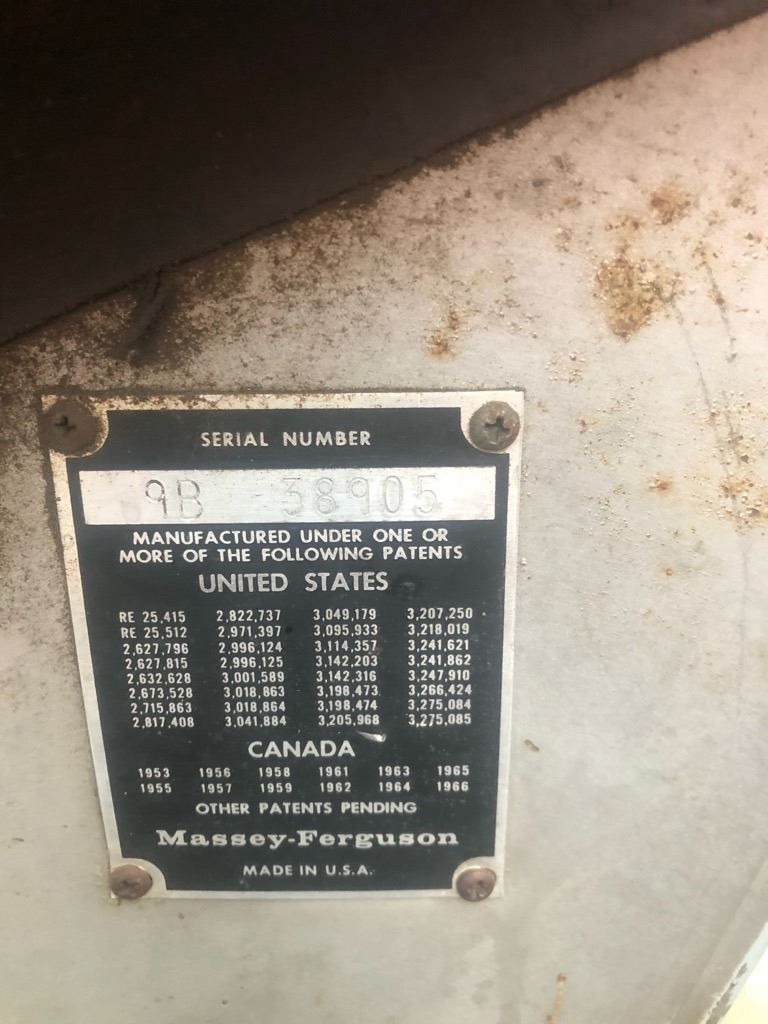 SERIAL NUMBER
9B 38905
MANUFACTURED UNDER ONE OR
MORE OF THE FOLLOWING PATENTS
UNITED STATES
RE 25,415 2,822,737 3,049,179 3,207,250
RE 25,512 2,971,397 3,095,933 3,218,019
2,627,796 2,996,124 3,114,357 3,241,621
2,627,815 2,996,125 3,142,203 3,241,862
2,632,628 3,001,589 3,142,316 3,247,910
2,673,528 3,018,863 3,198,473 3,266,424
2,715,863 3,018,864 3,198,474 3,275,084
2,817,408 3,041,884 3,205,968 3,275,085
CANADA
1953 1956 1958 1961 1963 1965
1955 1957 1959 1962 1964 1966
OTHER PATENTS PENDING
Massey-Ferguson
MADE IN U.S.A.